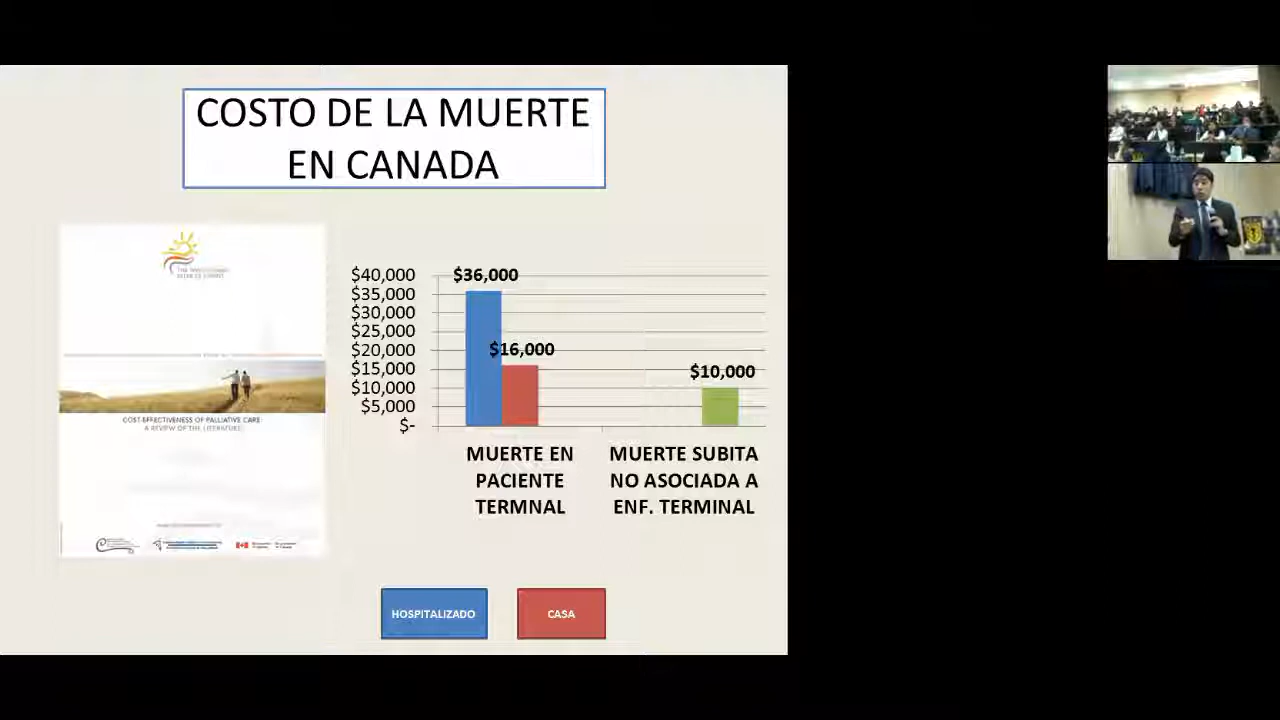 COSTO DE LA MUERTE
EN CANADA
COST-EFFECTIVENESS OF PALLIATIVE CARE:
A REVIEW OF THE LITERATURE
$40,000
$35,000
$30,000
$25,000
$20,000
$15,000
$10,000
$5,000
$-
$36,000
$16,000
$10,000
MUERTE EN
PACIENTE
TERMNAL
MUERTE SUBITA
NO ASOCIADA A
ENF. TERMINAL
HOSPITALIZADO
CASA